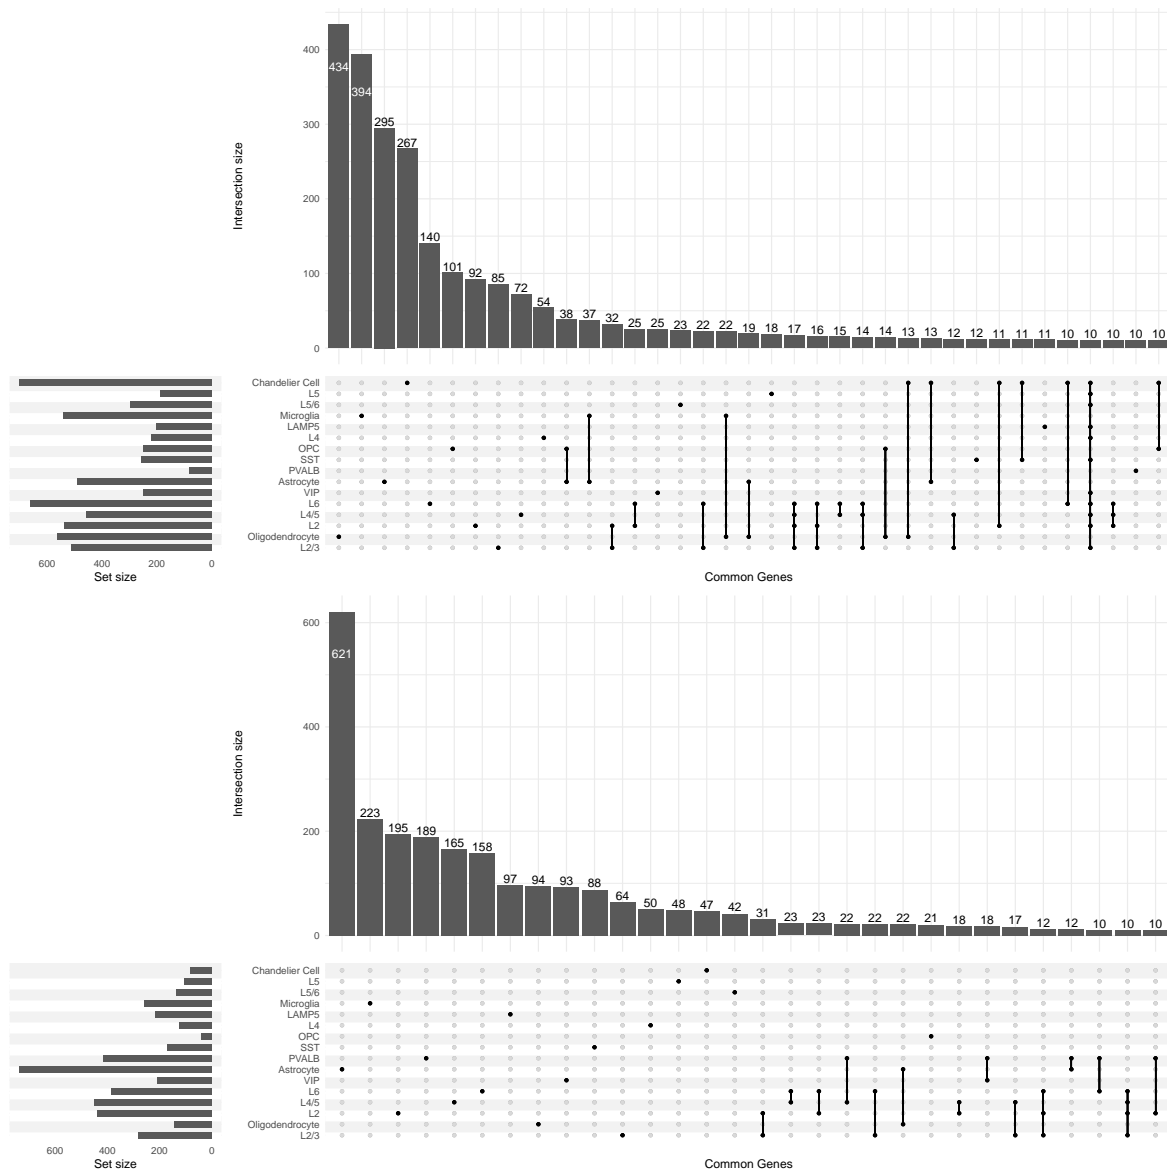 400
300
200
100
0
Intersection size
434
394
295
267
140
101
92
85
72
54
38
37
32
25
25
23
22
22
19
18
17
16
15
14
14
13
13
12
12
11
11
11
10
10
10
10
10
Chandelier Cell
L5
L5/6
Microglia
LAMP5
L4
OPC
SST
PVALB
Astrocyte
VIP
L6
L4/5
L2
Oligodendrocyte
L2/3
600 400 200 0
Set size
Common Genes
600
400
200
0
Intersection size
621
223
195
189
165
158
97
94
93
88
64
50
48
47
42
31
23
23
22
22
22
21
18
18
17
12
12
10
10
10
Chandelier Cell
L5
L5/6
Microglia
LAMP5
L4
OPC
SST
PVALB
Astrocyte
VIP
L6
L4/5
L2
Oligodendrocyte
L2/3
600 400 200 0
Set size
Common Genes